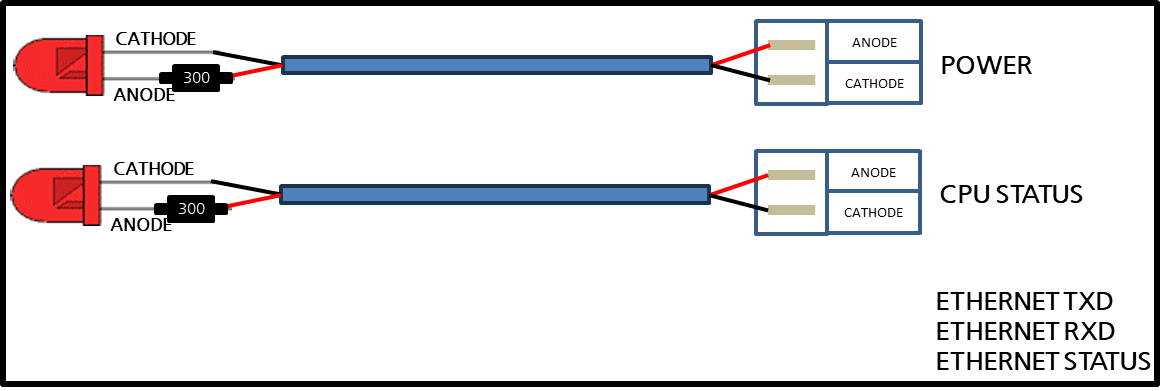 CATHODE
300
ANODE
ANODE
CATHODE
POWER
CATHODE
300
ANODE
ANODE
CATHODE
CPU STATUS
ETHERNET TXD
ETHERNET RXD
ETHERNET STATUS